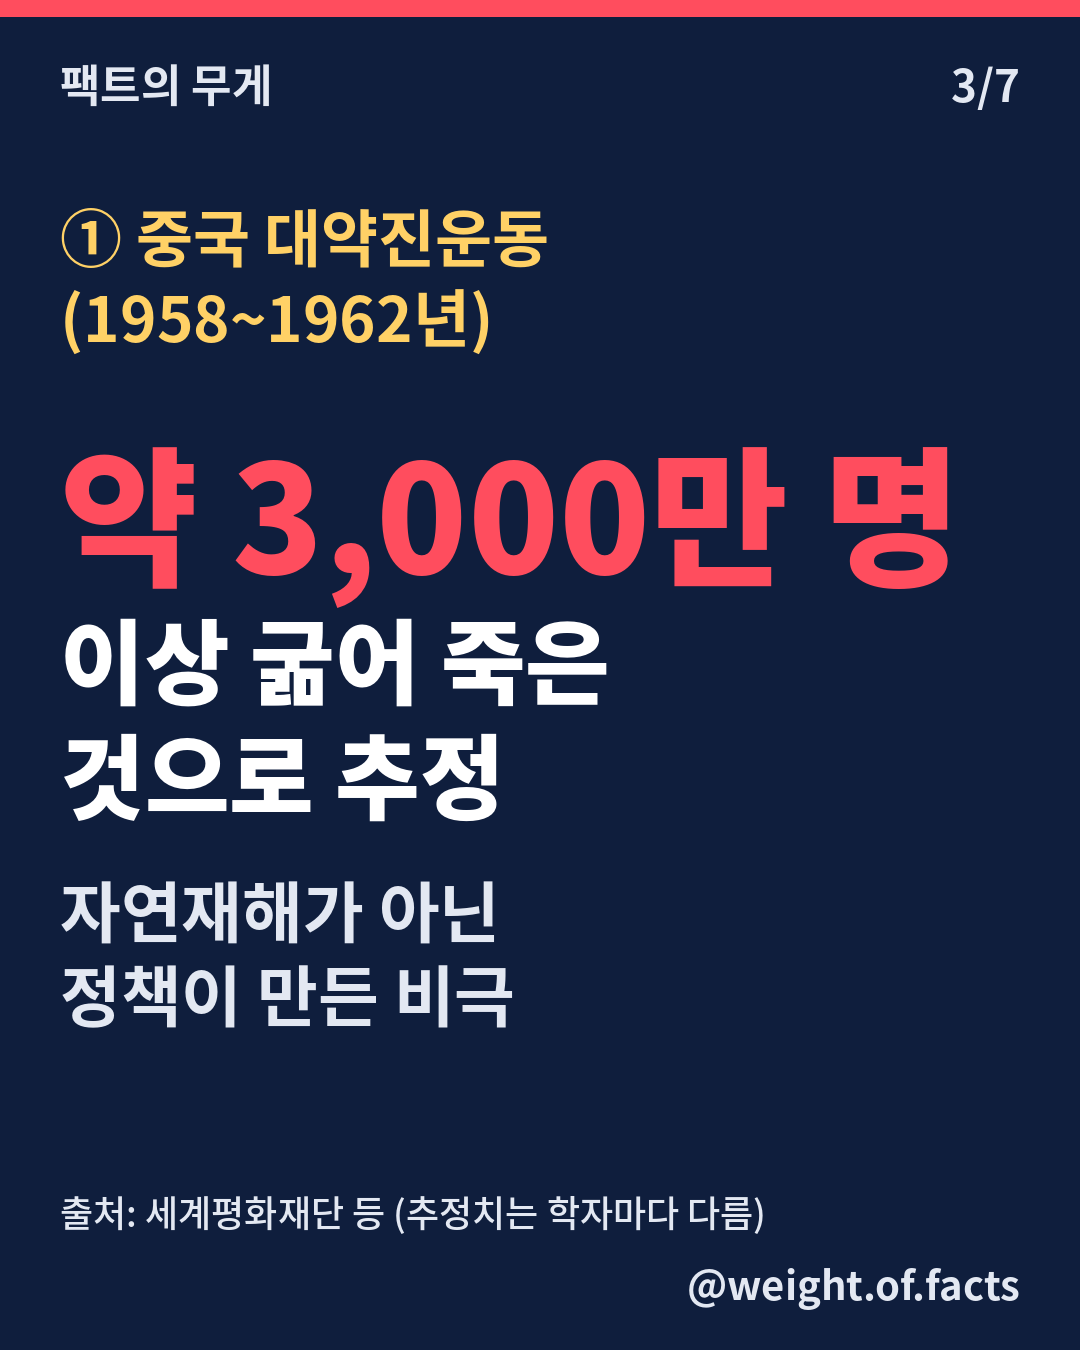 팩트의 무게
3/7
① 중국 대약진운동
(1958~1962년)
약 3,000만 명
이상 굶어 죽은
것으로 추정
자연재해가 아닌
정책이 만든 비극
출처: 세계평화재단 등 (추정치는 학자마다 다름)
@weight.of.facts